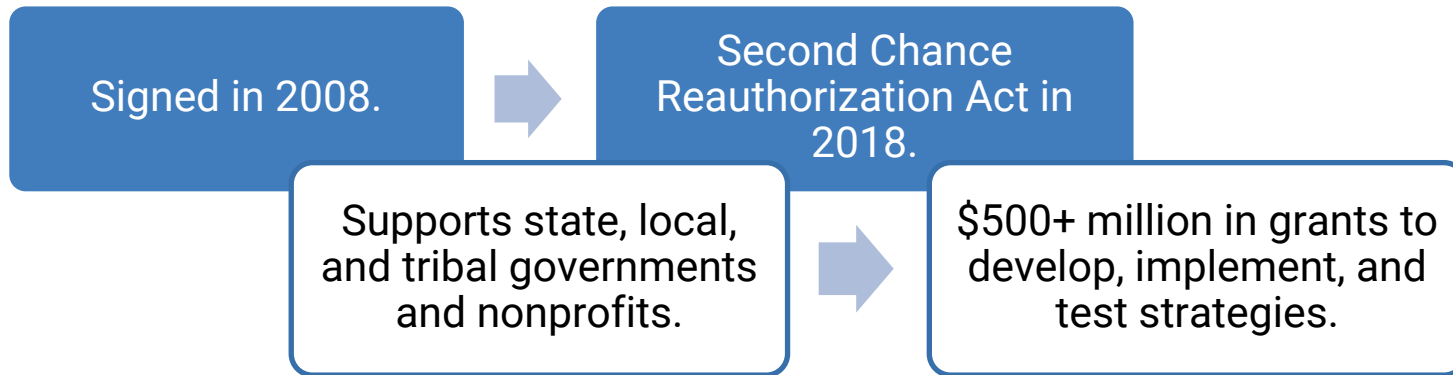 Signed in 2008.
Second Chance
Reauthorization Act in
2018.
Supports state, local,
and tribal governments
and nonprofits.
$500+ million in grants to
develop, implement, and
test strategies.